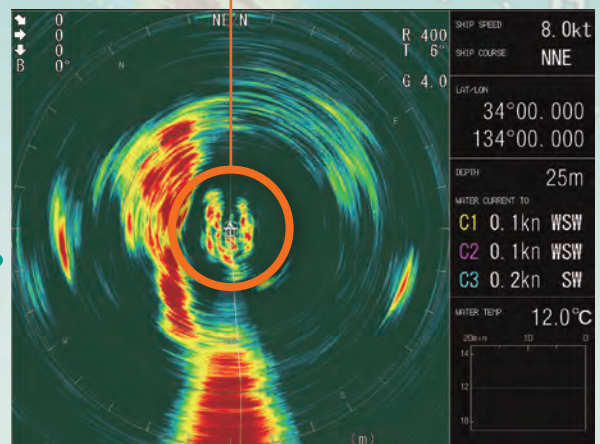 0
0
0
B 0°
NE/N
R 400
T 6°
G 4.0
N
E
W
(m)
SHIP SPEED 8.0kt
SHIP COURSE NNE
LAT/LON
34°00.000
134°00.000
DEPTH 25m
WATER CURRENT TO
C1 0.1kn WSW
C2 0.1kn WSW
C3 0.2kn SW
WATER TEMP 12.0°C
20min 10 0
14
12
10